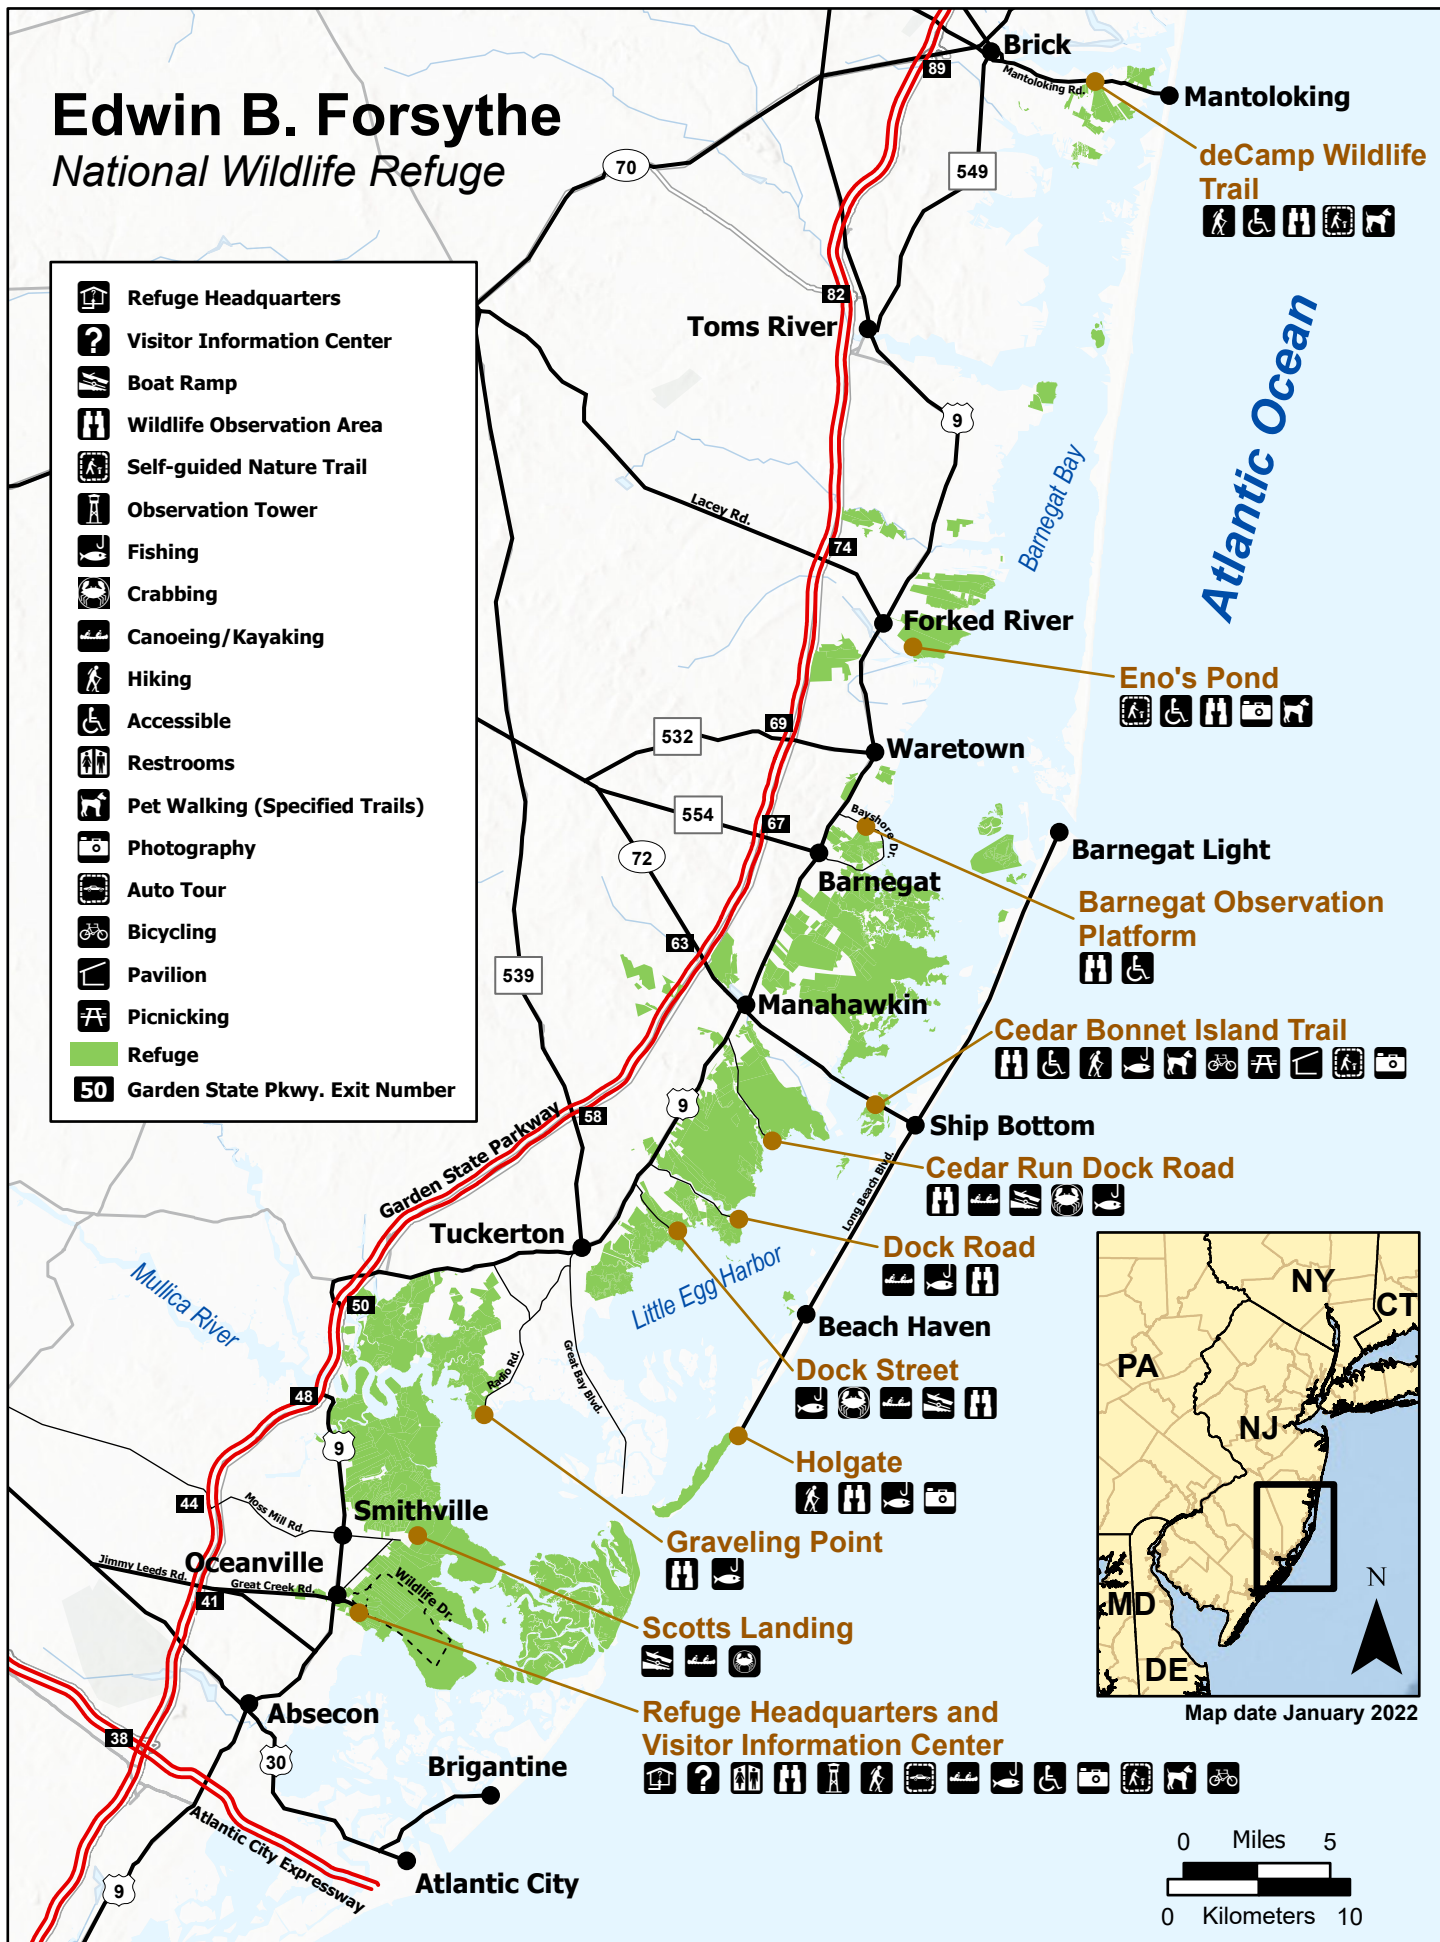 Edwin B. Forsythe
National Wildlife Refuge
Refuge Headquarters
?
Visitor Information Center
Boat Ramp
Wildlife Observation Area
Self-guided Nature Trail
Observation Tower
Fishing
Crabbing
Canoeing/Kayaking
Hiking
Accessible
Restrooms
Pet Walking (Specified Trails)
Photography
Auto Tour
Bicycling
Pavilion
Picnicking
Refuge
50 Garden State Pkwy. Exit Number
Brick
89
Mantoloking Rd.
Mantoloking
deCamp Wildlife
Trail
70
549
82
Toms River
9
Atlantic Ocean
Barnegat Bay
Lacey Rd.
74
Forked River
Eno's Pond
69
532
Waretown
554
67
Bayshore Dr.
Barnegat Light
72
Barnegat
Barnegat Observation
Platform
63
539
Manahawkin
Cedar Bonnet Island Trail
9
58
Garden State Parkway
Ship Bottom
Long Beach Blvd.
Cedar Run Dock Road
Tuckerton
Dock Road
Little Egg Harbor
Mullica River
50
Beach Haven
Radio Rd.
Great Bay Blvd.
Dock Street
48
9
Holgate
44
Moss Mill Rd.
Smithville
Graveling Point
Oceanville
Jimmy Leeds Rd.
Great Creek Rd.
41
Wildlife Dr.
Scotts Landing
Absecon
Refuge Headquarters and
Visitor Information Center
?
38
30
Brigantine
Atlantic City Expressway
9
Atlantic City
NY
CT
PA
NJ
MD
DE
N
Map date January 2022
0 Miles 5
0 Kilometers 10